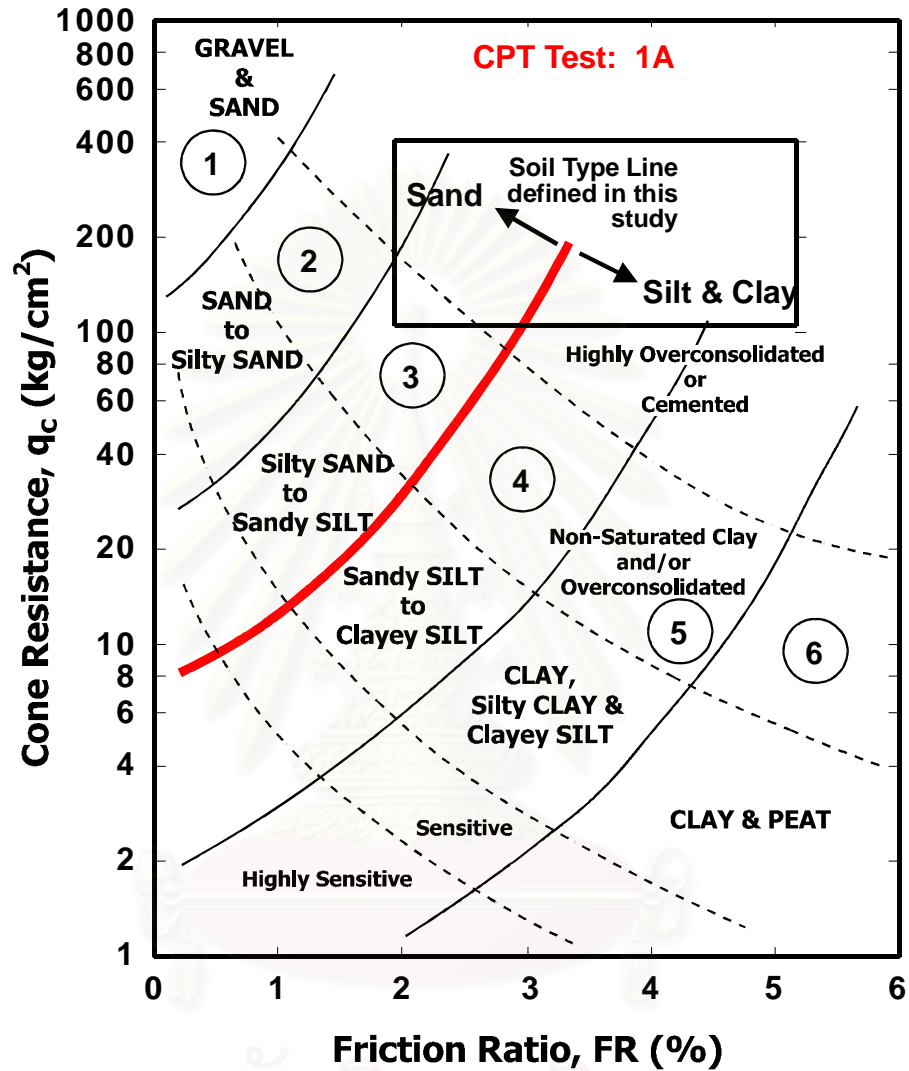 1000
800
600
400
200
100
80
60
40
20
10
8
6
4
2
1
Cone Resistance, q_c (kg/cm²)
GRAVEL
&
SAND
CPT Test: 1A
1
Soil Type Line
defined in this
study
Sand
Silt & Clay
2
SAND
to
Silty SAND
3
Highly Overconsolidated
or
Cemented
Silty SAND
to
Sandy SILT
4
Non-Saturated Clay
and/or
Overconsolidated
Sandy SILT
to
Clayey SILT
5
6
CLAY,
Silty CLAY &
Clayey SILT
CLAY & PEAT
Sensitive
Highly Sensitive
0 1 2 3 4 5 6
Friction Ratio, FR (%)